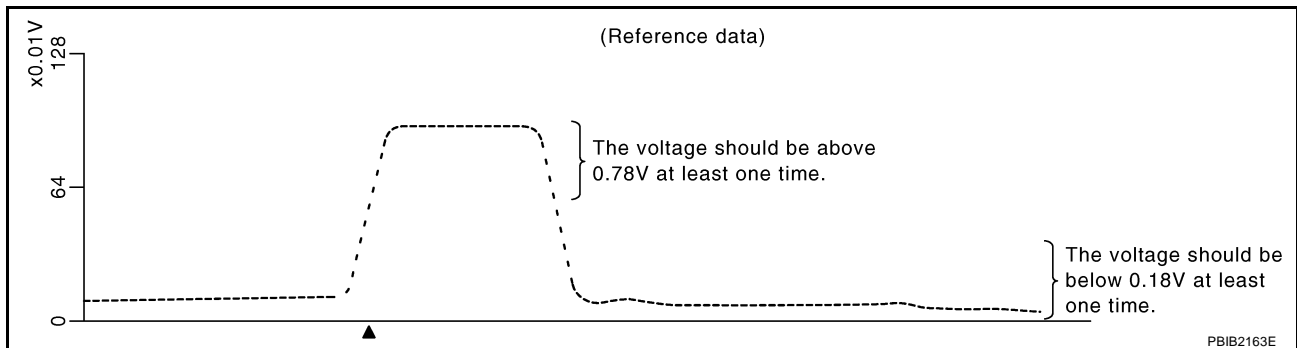 (Reference data)
x0.01V
128
64
0
The voltage should be above
0.78V at least one time.
The voltage should be
below 0.18V at least
one time.
PBIB2163E